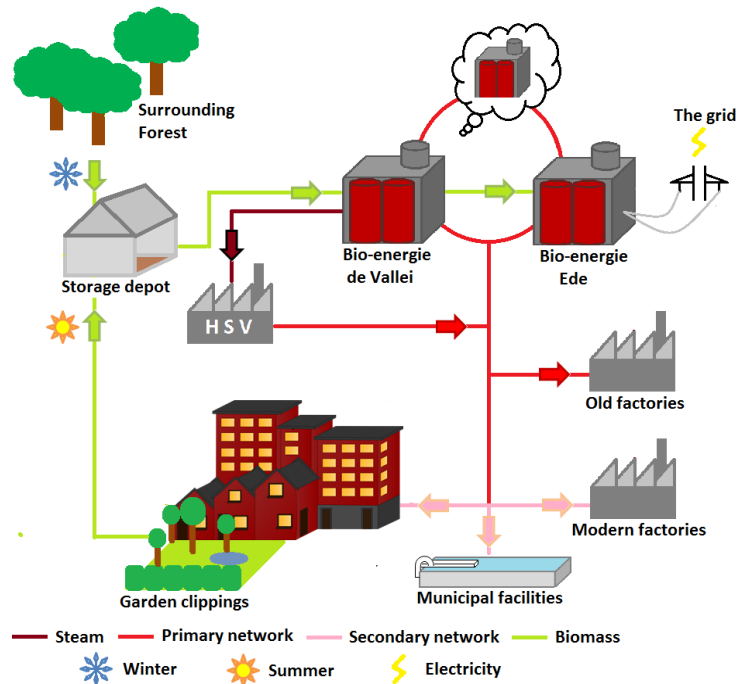 Surrounding
Forest
The grid
Storage depot
Bio-energie
de Vallei
Bio-energie
Ede
HSV
Old factories
Modern factories
Garden clippings
Municipal facilities
Steam
Primary network
Secondary network
Biomass
Winter
Summer
Electricity